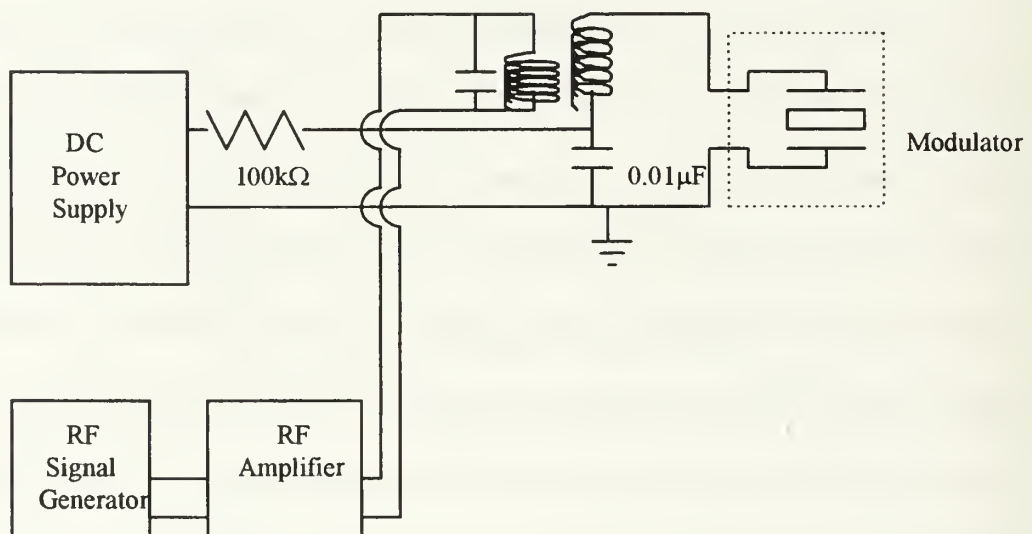 DC
Power
Supply
100kΩ
0.01μF
Modulator
RF
Signal
Generator
RF
Amplifier